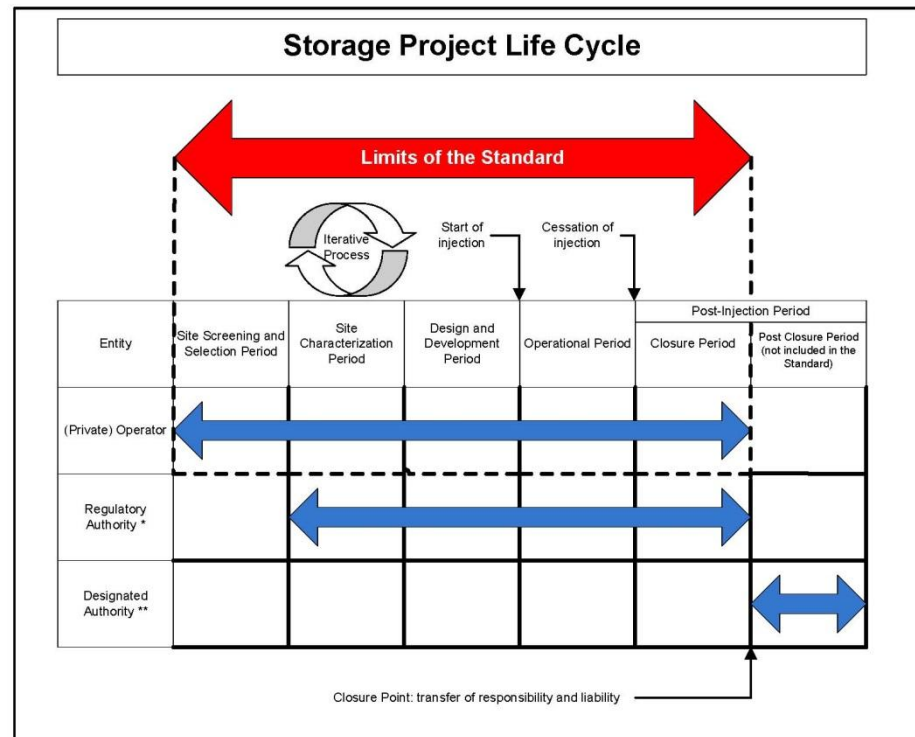 Storage Project Life Cycle
Limits of the Standard
Iterative
Process
Start of
injection
Cessation of
injection
Entity
Site Screening and
Selection Period
Site
Characterization
Period
Design and
Development
Period
Operational Period
Post-Injection Period
Closure Period
Post Closure Period
(not included in the
Standard)
(Private) Operator
Regulatory
Authority *
Designated
Authority **
Closure Point: transfer of responsibility and liability